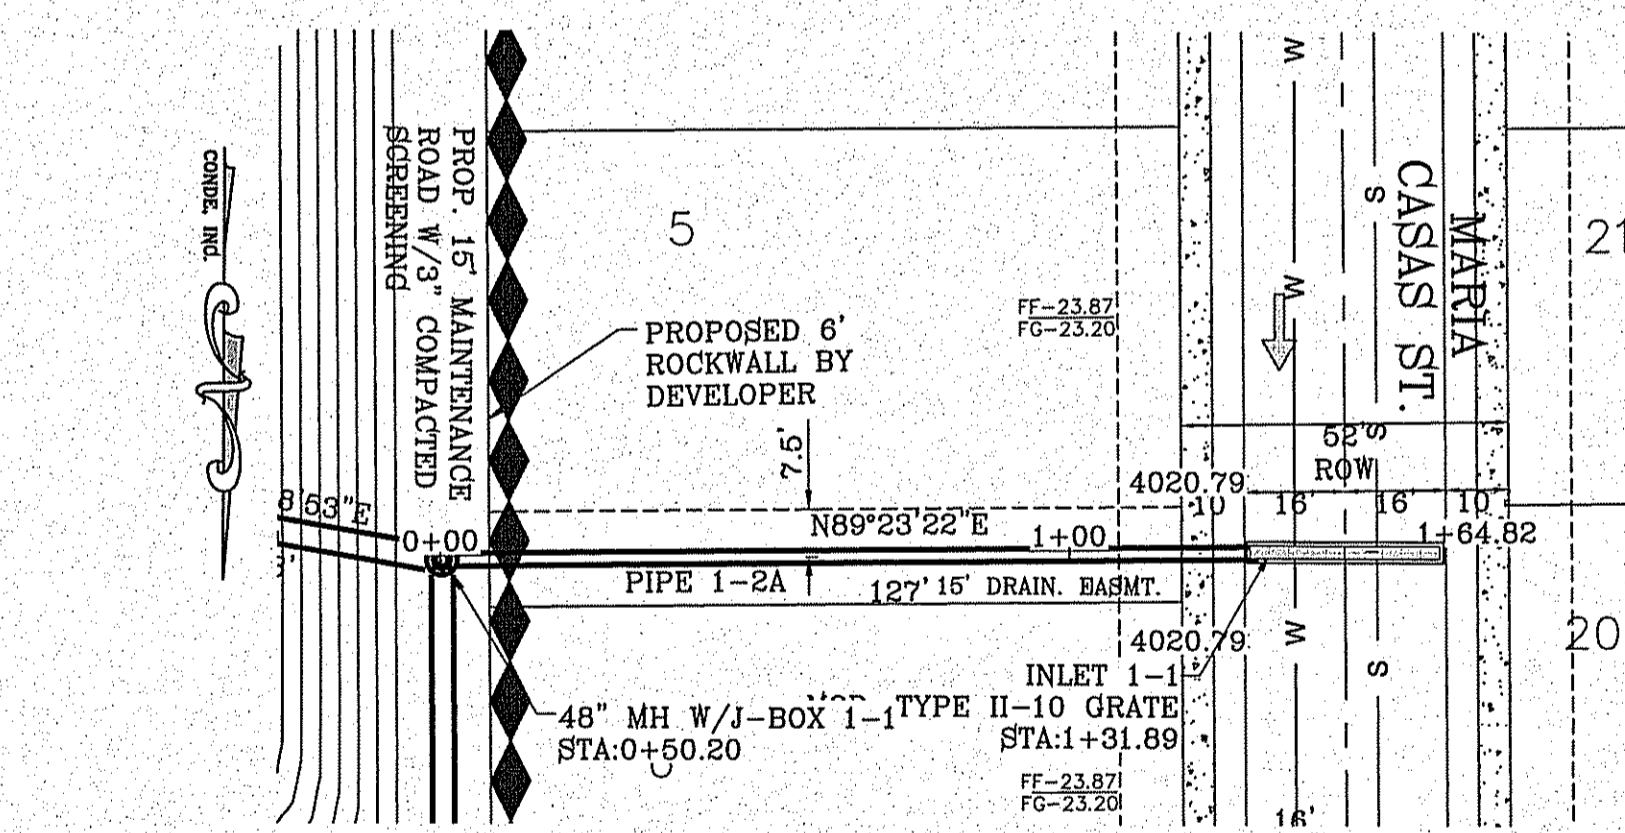 CONDE, INC.
PROP. 15' MAINTENANCE
ROAD W/3" COMPACTED
SCREENING
5
PROPOSED 6'
ROCKWALL BY
DEVELOPER
FF-23.87
FG-23.20
7.5'
W
W
S
MARIA
CASAS ST.
21
52'
S
ROW
4020.79
10'
16'
16'
10'
8'53"E
0+00
N89°23'22"E
1+00
1+64.82
PIPE 1-2A
127'
15' DRAIN. EASMT.
4020.79
W
S
20
INLET 1-1
TYPE II-10 GRATE
STA:1+31.89
48" MH W/J-BOX 1-1
STA:0+50.20
FF-23.87
FG-23.20
16'